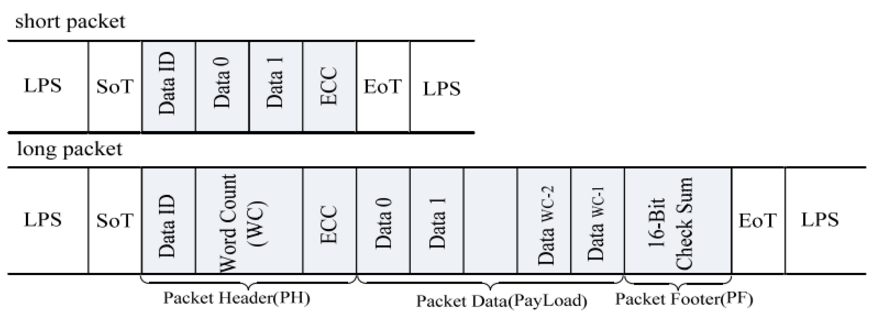 short packet
LPS SoT Data ID Data 0 Data 1 ECC EoT LPS
long packet
LPS SoT Data ID Word Count (WC) ECC Data 0 Data 1 Data WC-2 Data WC-1 16-Bit Check Sum EoT LPS
Packet Header(PH) Packet Data(PayLoad) Packet Footer(PF)